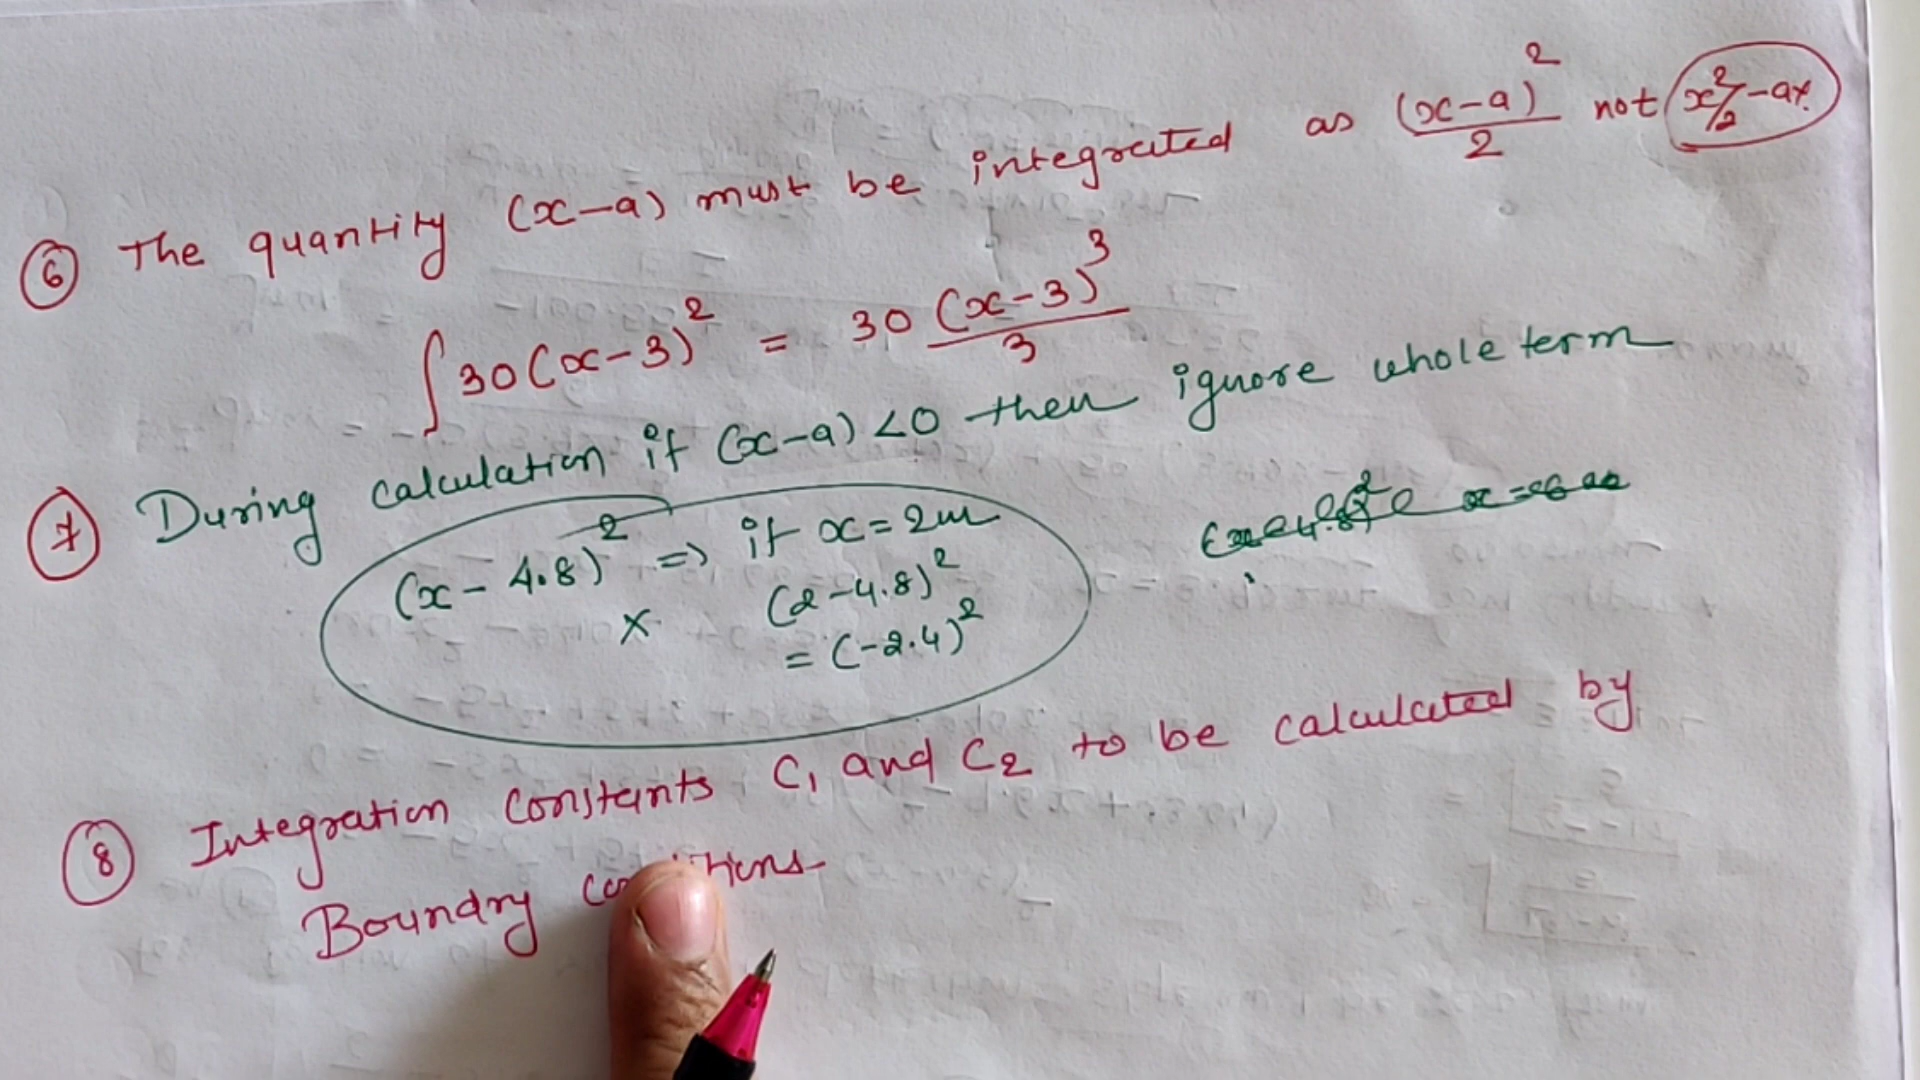 ⑥ The quantity (x-a) must be integrated as (x-a)²/2 not x²/2-ax
∫30(x-3)² = 30 (x-3)³/3
⑦ During calculation if (x-a) <0 then ignore whole term
(x-4.8)² => if x=2m
x (2-4.8)²
= (-2.4)²
⑧ Integration constants C₁ and C₂ to be calculated by
Boundry